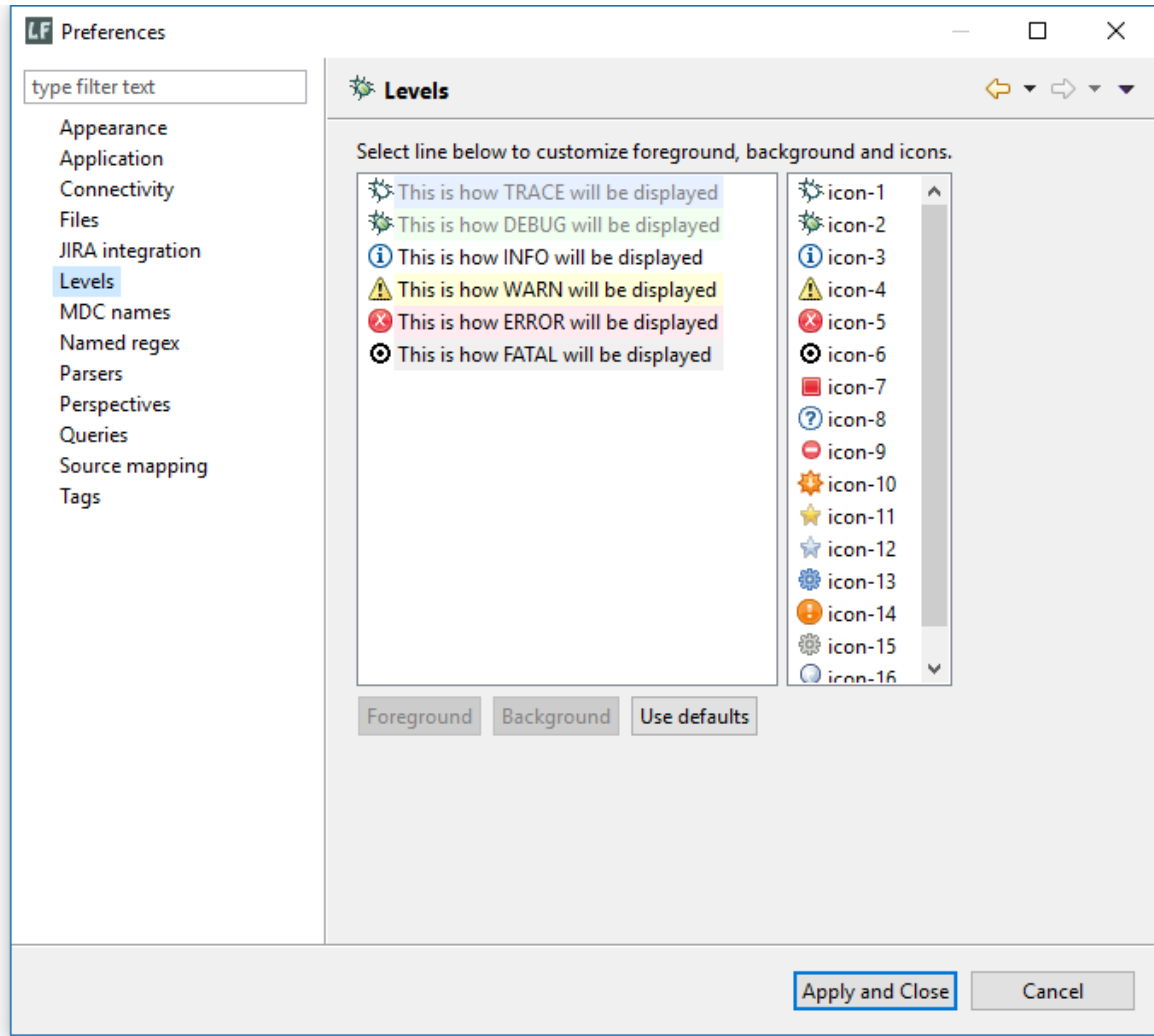 LF Preferences
type filter text
Appearance
Application
Connectivity
Files
JIRA integration
Levels
MDC names
Named regex
Parsers
Perspectives
Queries
Source mapping
Tags
Levels
Select line below to customize foreground, background and icons.
This is how TRACE will be displayed
This is how DEBUG will be displayed
This is how INFO will be displayed
This is how WARN will be displayed
This is how ERROR will be displayed
This is how FATAL will be displayed
icon-1
icon-2
icon-3
icon-4
icon-5
icon-6
icon-7
icon-8
icon-9
icon-10
icon-11
icon-12
icon-13
icon-14
icon-15
icon-16
Foreground Background Use defaults
Apply and Close Cancel